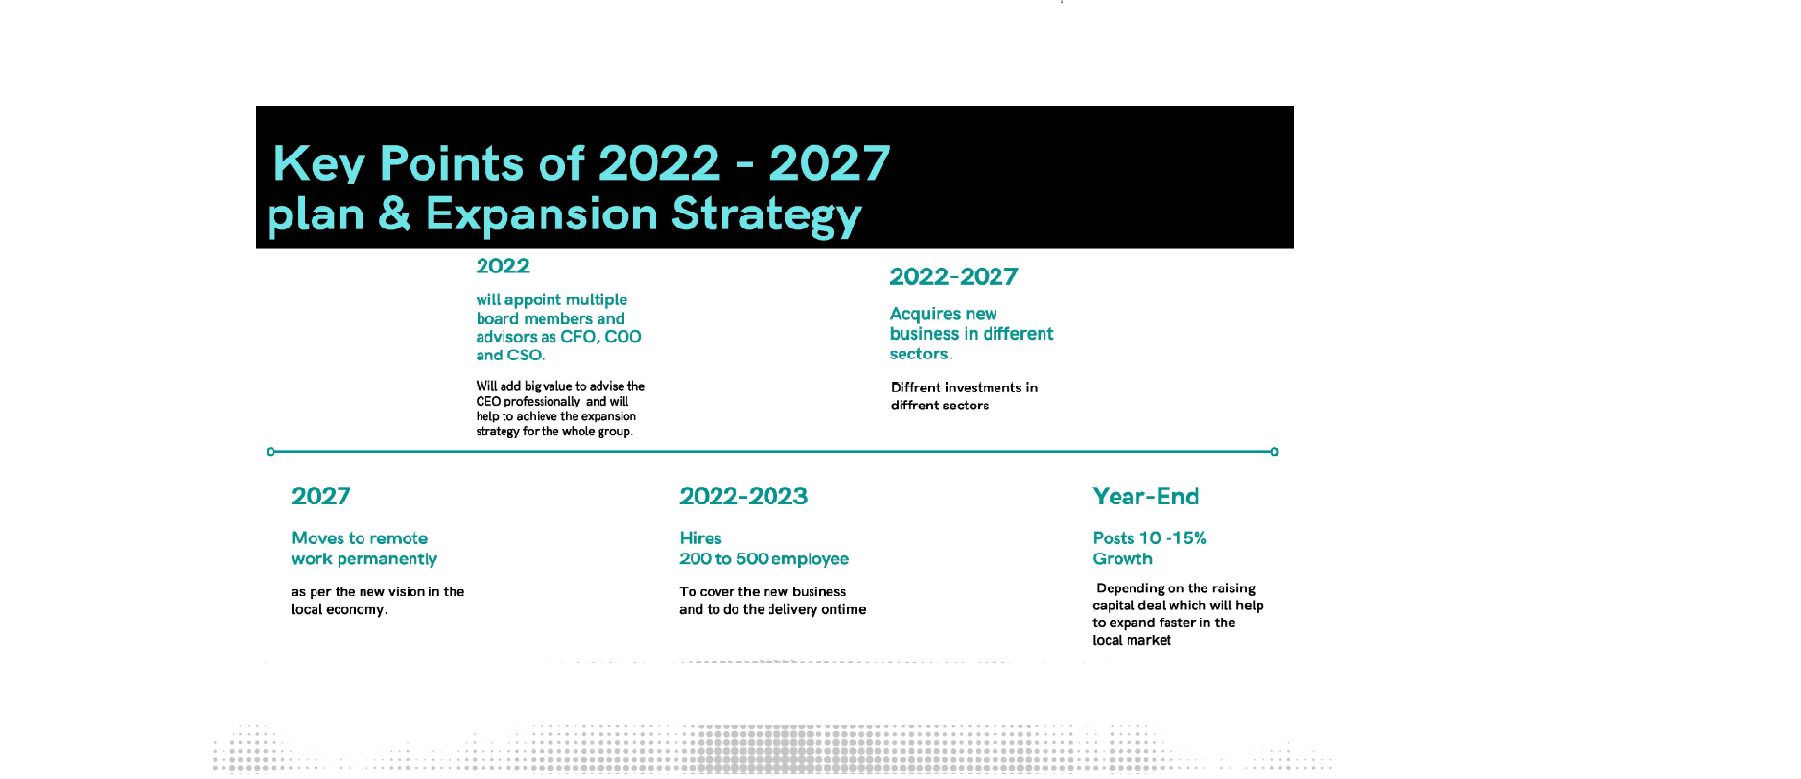 Key Points of 2022 - 2027
plan & Expansion Strategy
2022
will appoint multiple
board members and
advisors as CFO, COO
and CSO.
Will add big value to advise the
CEO professionally and will
help to achieve the expansion
strategy for the whole group.
2022-2027
Acquires new
business in different
sectors.
Diffrent investments in
diffrent sectors
2027
Moves to remote
work permanently
as per the new vision in the
local economy.
2022-2023
Hires
200 to 500 employee
To cover the new business
and to do the delivery ontime
Year-End
Posts 10 -15%
Growth
Depending on the raising
capital deal which will help
to expand faster in the
local market